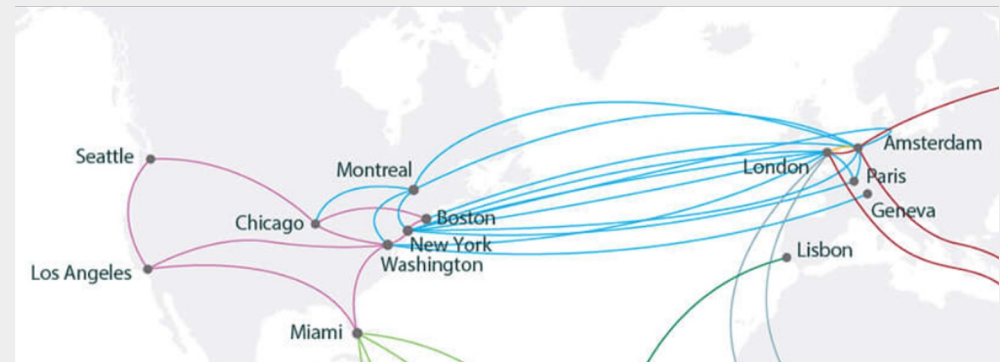 Seattle
Montreal
Chicago
Boston
New York
Washington
Los Angeles
Miami
London
Amsterdam
Paris
Geneva
Lisbon